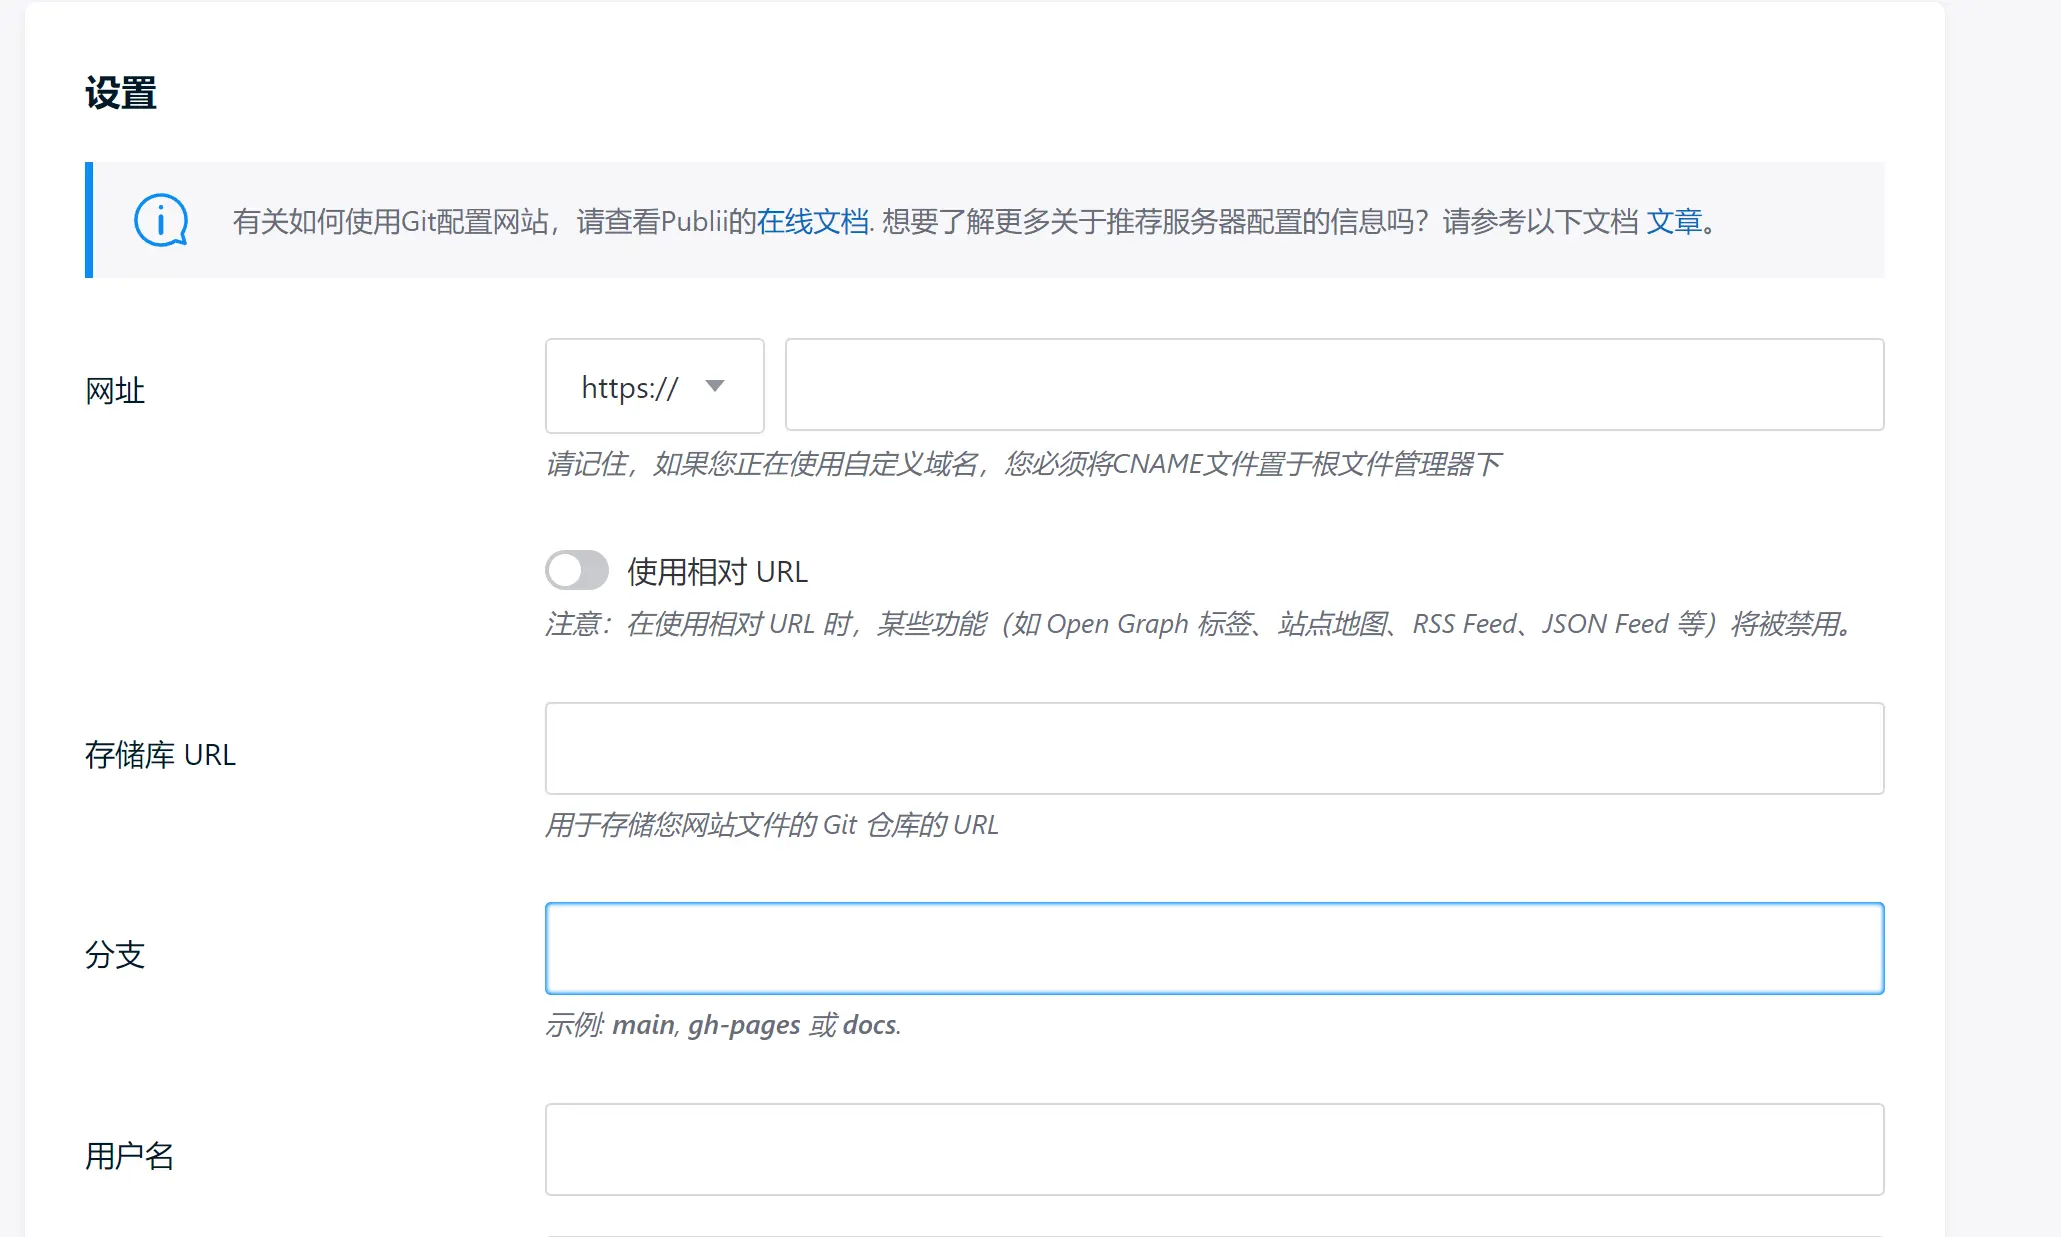 设置
有关如何使用Git配置网站，请查看Publii的在线文档. 想要了解更多关于推荐服务器配置的信息吗？请参考以下文档 文章。
网址
https://
请记住，如果您正在使用自定义域名，您必须将CNAME文件置于根文件管理器下
使用相对 URL
注意：在使用相对 URL 时，某些功能（如 Open Graph 标签、站点地图、RSS Feed、JSON Feed 等）将被禁用。
存储库 URL
用于存储您网站文件的 Git 仓库的 URL
分支
示例: main, gh-pages 或 docs.
用户名